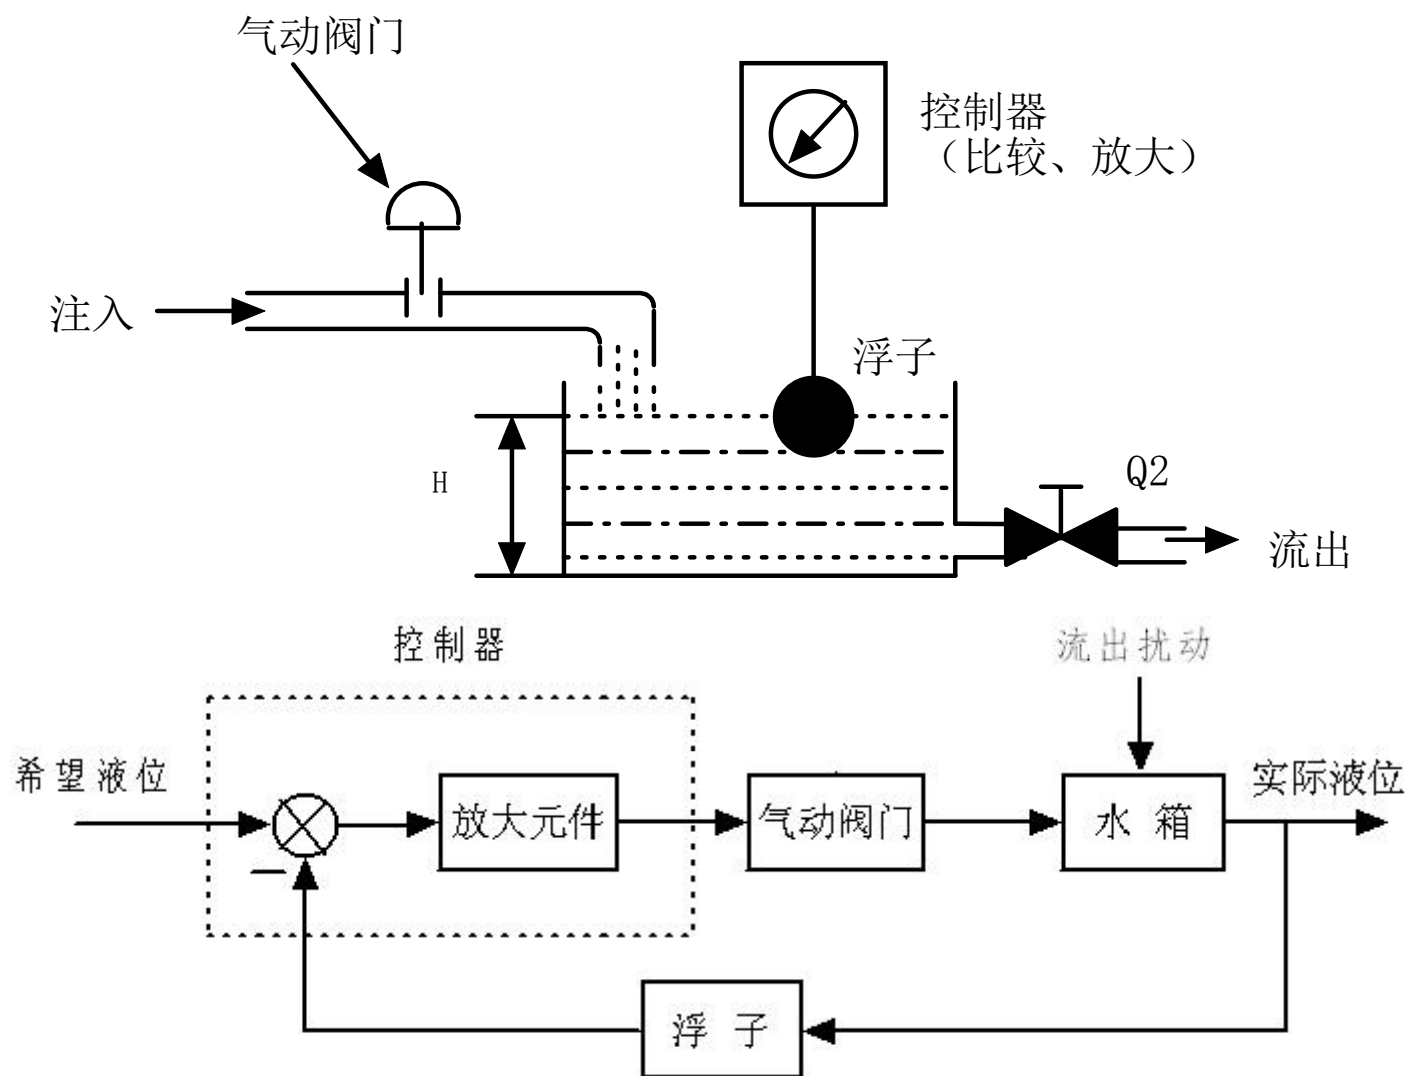 气动阀门
控制器
（比较、放大）
注入
浮子
H
Q2
流出
控制器
流出扰动
希望液位
放大元件
气动阀门
水箱
实际液位
浮子